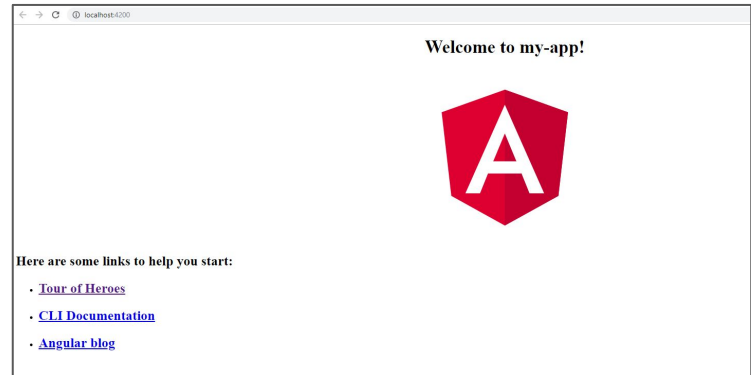 localhost:4200
Welcome to my-app!
A
Here are some links to help you start:
Tour of Heroes
CLI Documentation
Angular blog